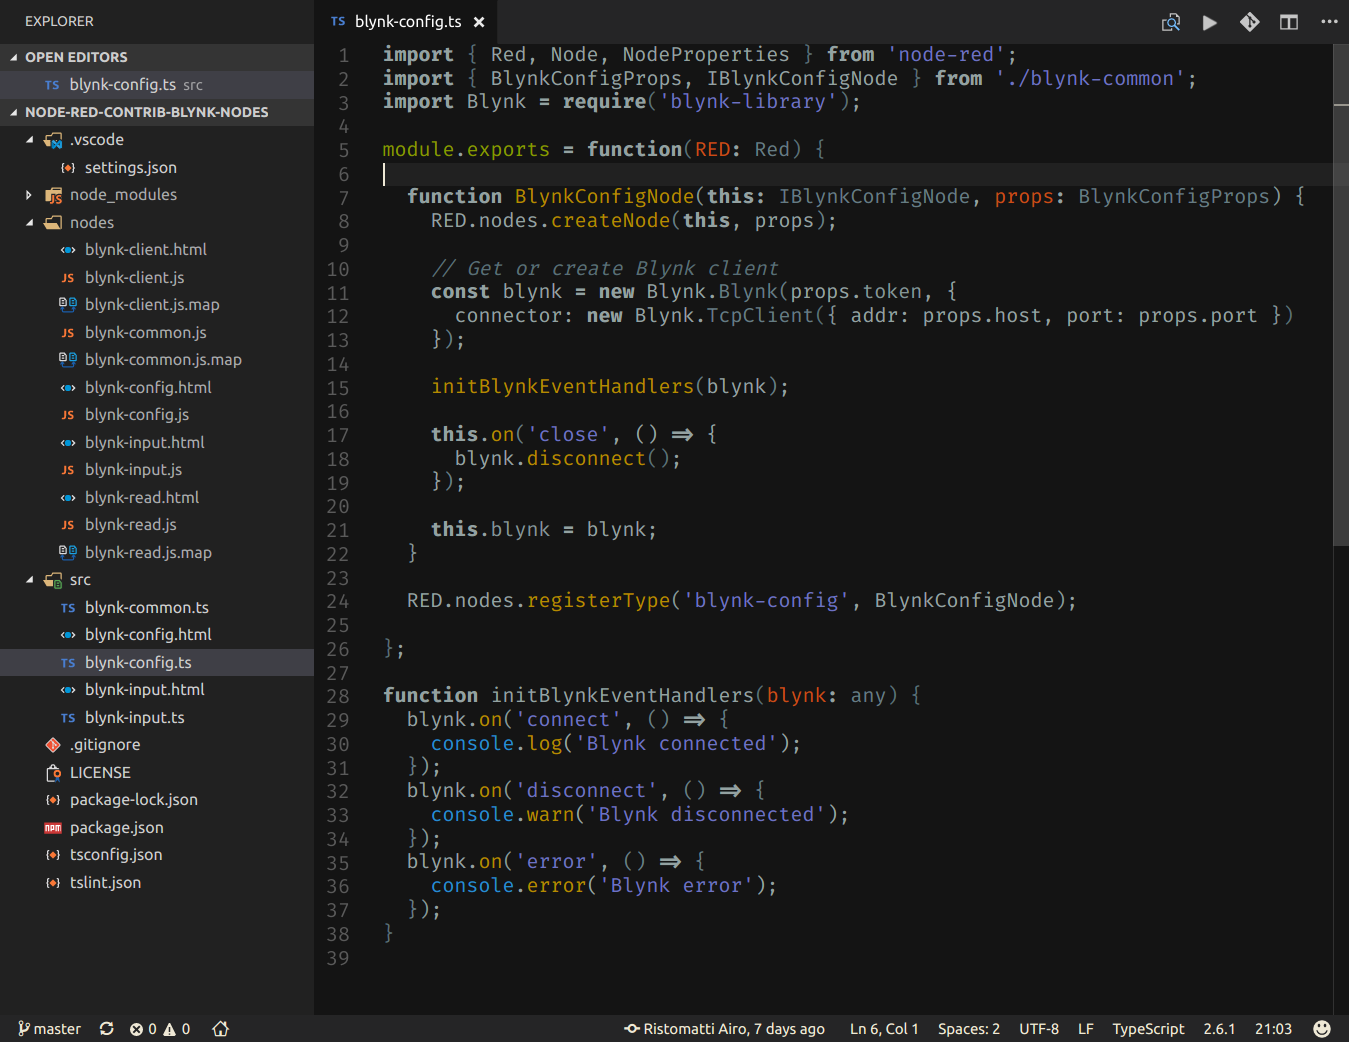 EXPLORER
OPEN EDITORS
TS blynk-config.ts src
NODE-RED-CONTRIB-BLYNK-NODES
.vscode
settings.json
JS node_modules
nodes
blynk-client.html
JS blynk-client.js
blynk-client.js.map
JS blynk-common.js
blynk-common.js.map
blynk-config.html
JS blynk-config.js
blynk-input.html
JS blynk-input.js
blynk-read.html
JS blynk-read.js
blynk-read.js.map
src
TS blynk-common.ts
blynk-config.html
TS blynk-config.ts
blynk-input.html
TS blynk-input.ts
.gitignore
LICENSE
package-lock.json
npm package.json
tsconfig.json
tslint.json
TS blynk-config.ts ×
1 import { Red, Node, NodeProperties } from 'node-red';
2 import { BlynkConfigProps, IBlynkConfigNode } from './blynk-common';
3 import Blynk = require('blynk-library');
4
5 module.exports = function(RED: Red) {
6
7 function BlynkConfigNode(this: IBlynkConfigNode, props: BlynkConfigProps) {
8 RED.nodes.createNode(this, props);
9
10 // Get or create Blynk client
11 const blynk = new Blynk.Blynk(props.token, {
12 connector: new Blynk.TcpClient({ addr: props.host, port: props.port })
13 });
14
15 initBlynkEventHandlers(blynk);
16
17 this.on('close', () => {
18 blynk.disconnect();
19 });
20
21 this.blynk = blynk;
22 }
23
24 RED.nodes.registerType('blynk-config', BlynkConfigNode);
25
26 };
27
28 function initBlynkEventHandlers(blynk: any) {
29 blynk.on('connect', () => {
30 console.log('Blynk connected');
31 });
32 blynk.on('disconnect', () => {
33 console.warn('Blynk disconnected');
34 });
35 blynk.on('error', () => {
36 console.error('Blynk error');
37 });
38 }
39
master 0 0 Ristomatti Airo, 7 days ago Ln 6, Col 1 Spaces: 2 UTF-8 LF TypeScript 2.6.1 21:03